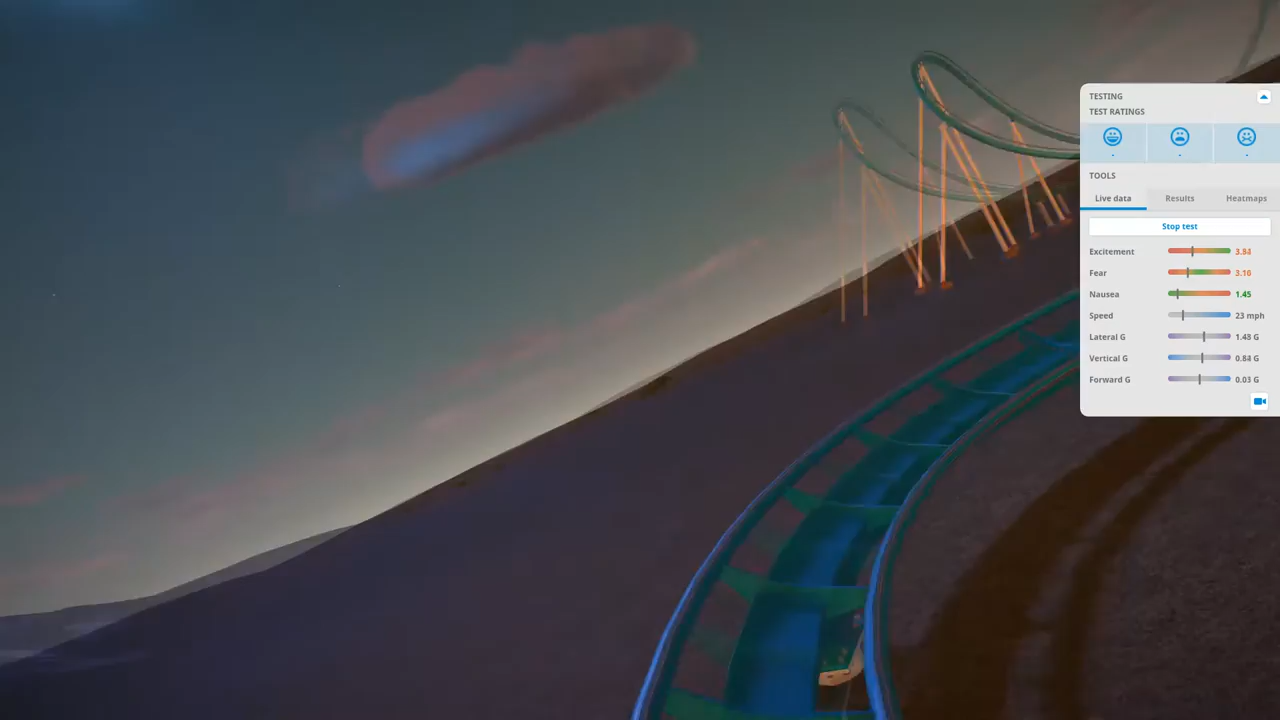 TESTING
TEST RATINGS
- - -
TOOLS
Live data Results Heatmaps
Stop test
Excitement 3.84
Fear 3.16
Nausea 1.45
Speed 23 mph
Lateral G 1.48 G
Vertical G 0.84 G
Forward G 0.03 G